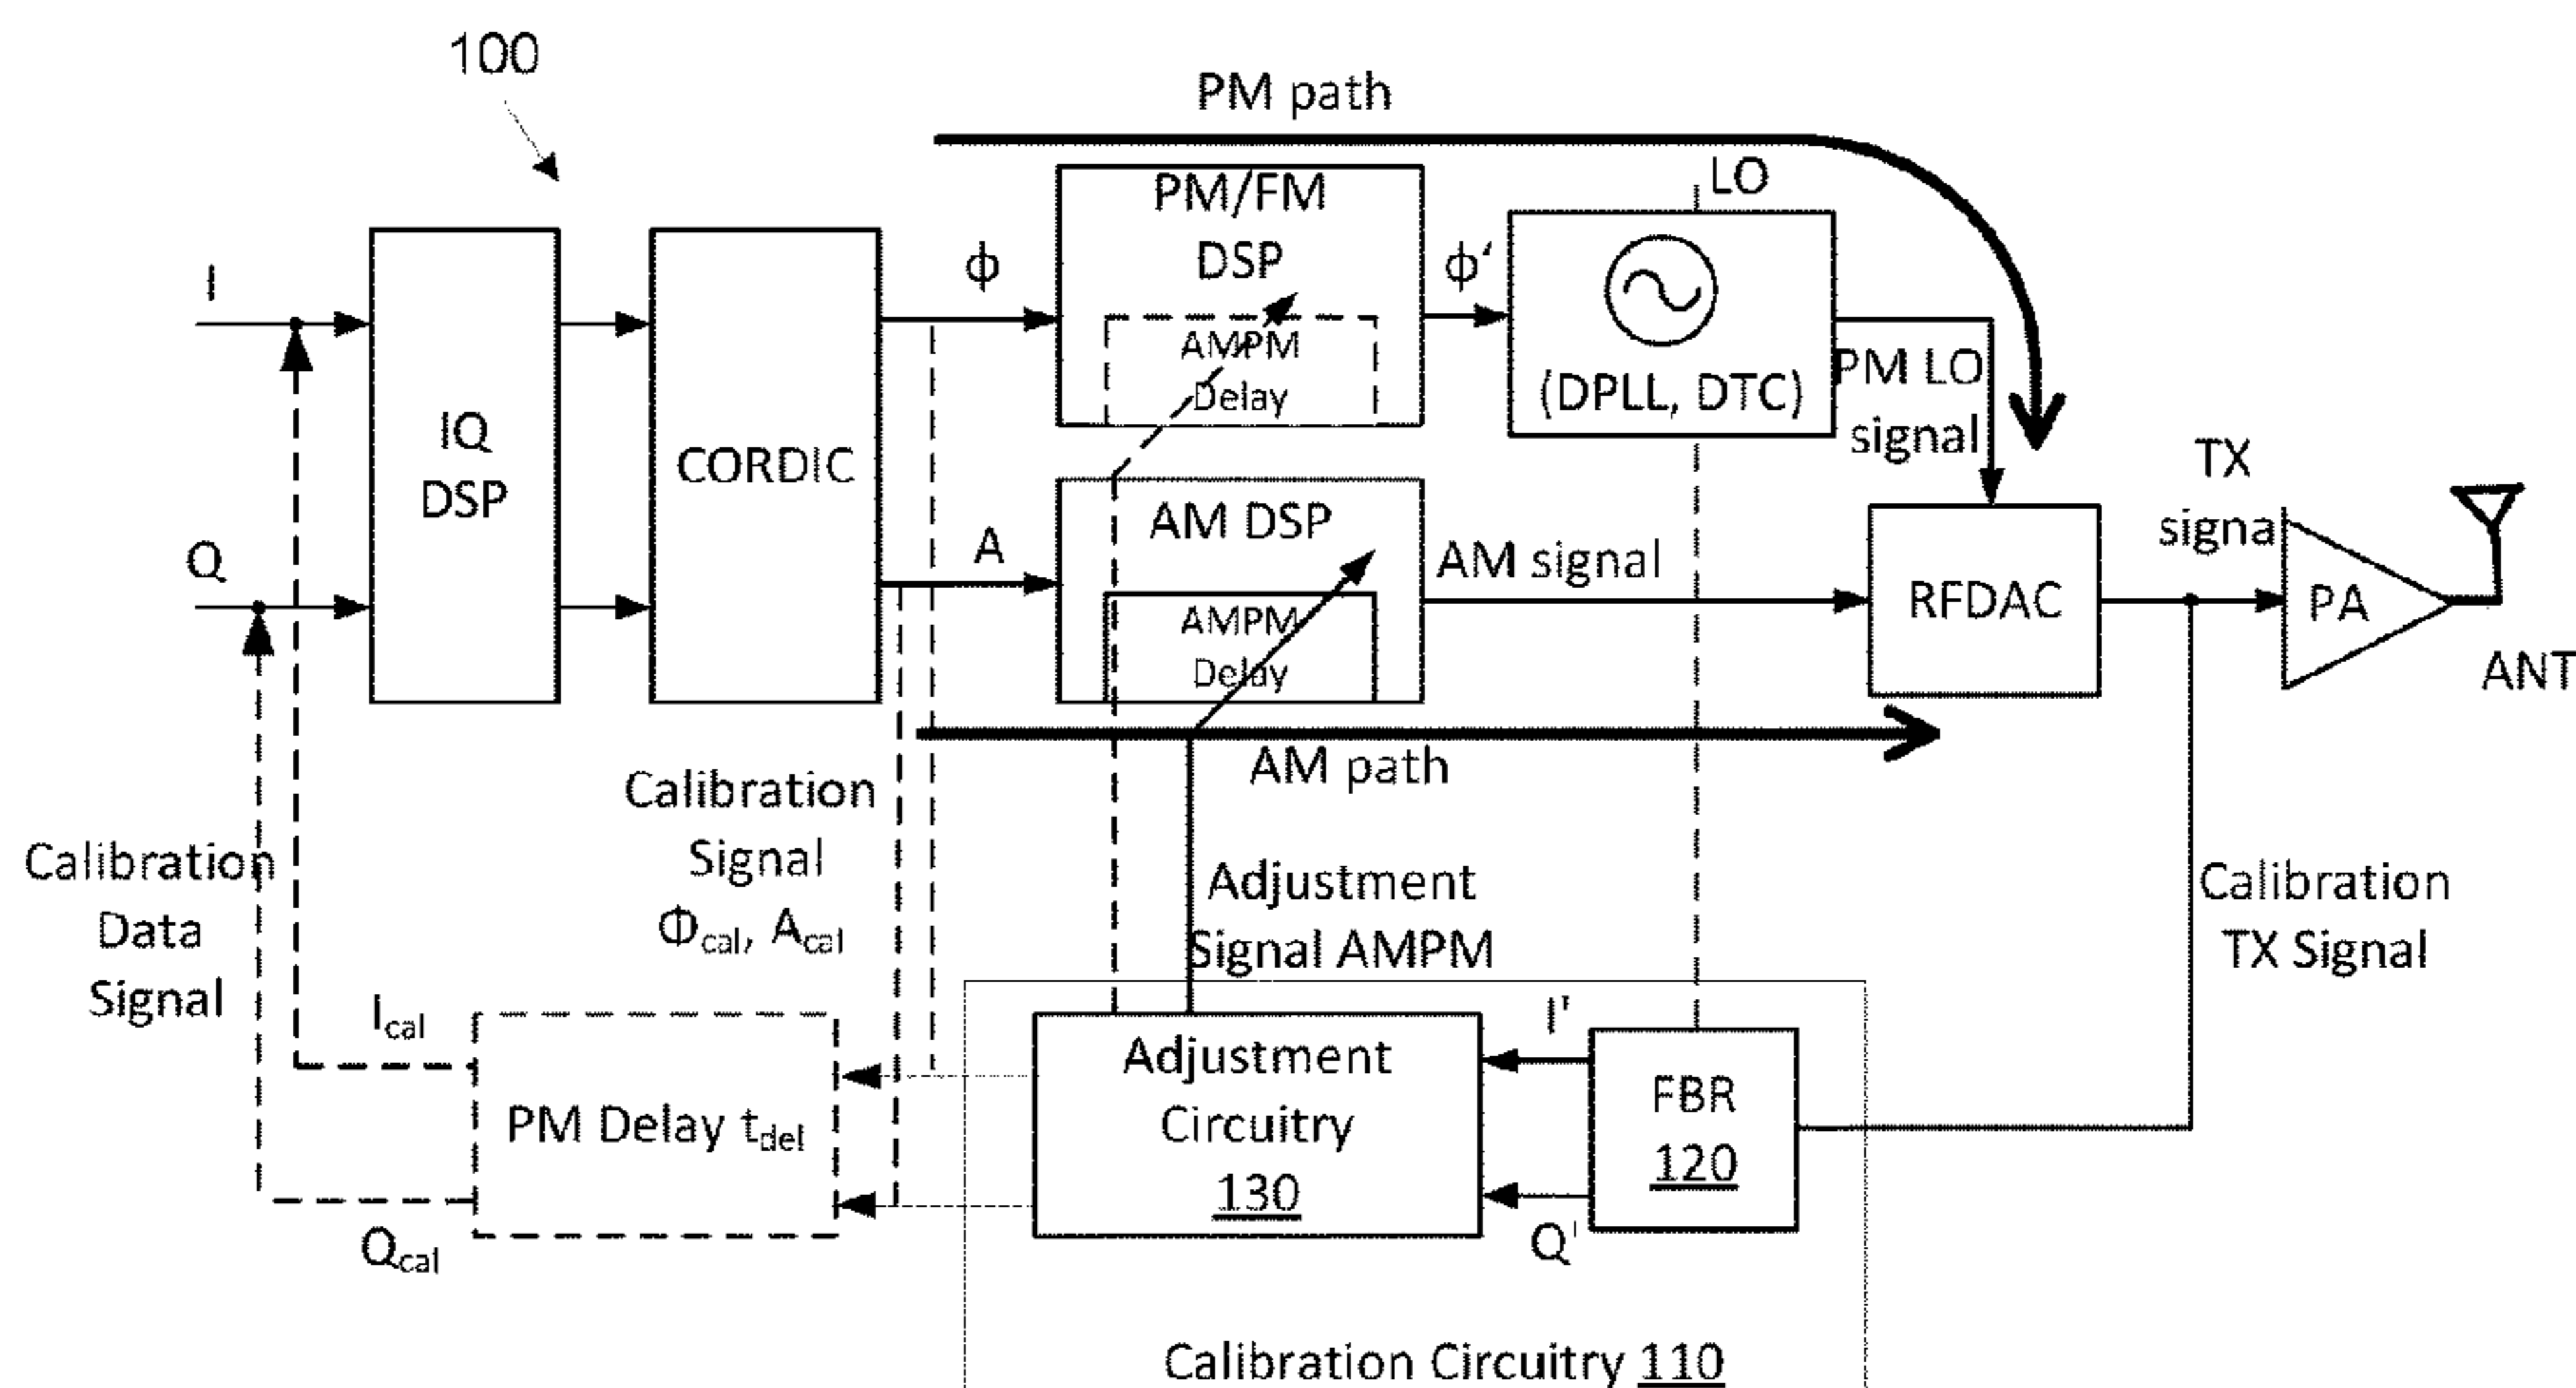 100
PM path
LO
PM/FM
DSP
AMPM
Delay
I
ϕ
ϕ‘
(DPLL, DTC)
PM LO
signal
IQ
DSP
CORDIC
TX
signa
Q
A
AM DSP
AMPM
Delay
AM signal
RFDAC
PA
ANT
AM path
Calibration
Signal
Φcal, Acal
Calibration
Data
Signal
Adjustment
Signal AMPM
Calibration
TX Signal
Ical
Qcal
PM Delay tdel
Adjustment
Circuitry
130
I'
Q'
FBR
120
Calibration Circuitry 110